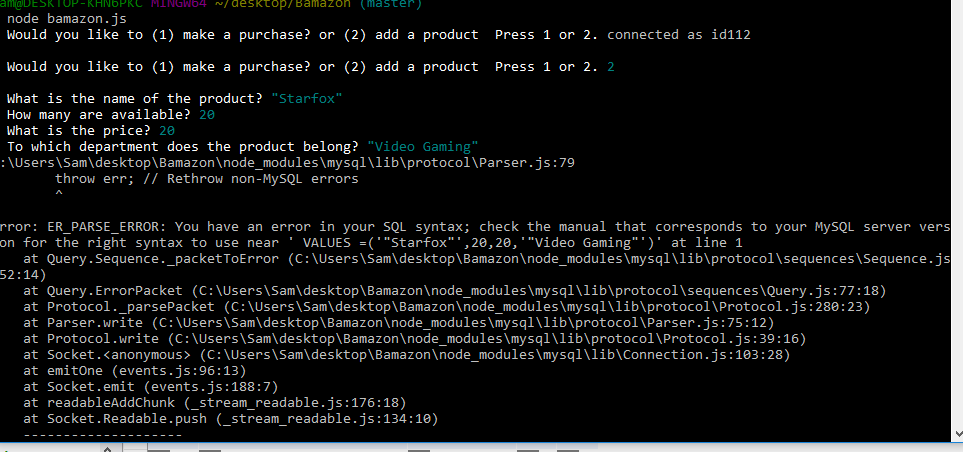 am@DESKTOP-KHN6PKC MINGW64 ~/desktop/Bamazon (master)
node bamazon.js
Would you like to (1) make a purchase? or (2) add a product  Press 1 or 2. connected as id112
Would you like to (1) make a purchase? or (2) add a product  Press 1 or 2. 2
What is the name of the product? "Starfox"
How many are available? 20
What is the price? 20
To which department does the product belong? "Video Gaming"
:\Users\Sam\desktop\Bamazon\node_modules\mysql\lib\protocol\Parser.js:79
throw err; // Rethrow non-MySQL errors
^
rror: ER_PARSE_ERROR: You have an error in your SQL syntax; check the manual that corresponds to your MySQL server vers
on for the right syntax to use near ' VALUES =('"Starfox"',20,20,'"Video Gaming"')' at line 1
at Query.Sequence._packetToError (C:\Users\Sam\desktop\Bamazon\node_modules\mysql\lib\protocol\sequences\Sequence.js
52:14)
at Query.ErrorPacket (C:\Users\Sam\desktop\Bamazon\node_modules\mysql\lib\protocol\sequences\Query.js:77:18)
at Protocol._parsePacket (C:\Users\Sam\desktop\Bamazon\node_modules\mysql\lib\protocol\Protocol.js:280:23)
at Parser.write (C:\Users\Sam\desktop\Bamazon\node_modules\mysql\lib\protocol\Parser.js:75:12)
at Protocol.write (C:\Users\Sam\desktop\Bamazon\node_modules\mysql\lib\protocol\Protocol.js:39:16)
at Socket.<anonymous> (C:\Users\Sam\desktop\Bamazon\node_modules\mysql\lib\Connection.js:103:28)
at emitOne (events.js:96:13)
at Socket.emit (events.js:188:7)
at readableAddChunk (_stream_readable.js:176:18)
at Socket.Readable.push (_stream_readable.js:134:10)
--------------------